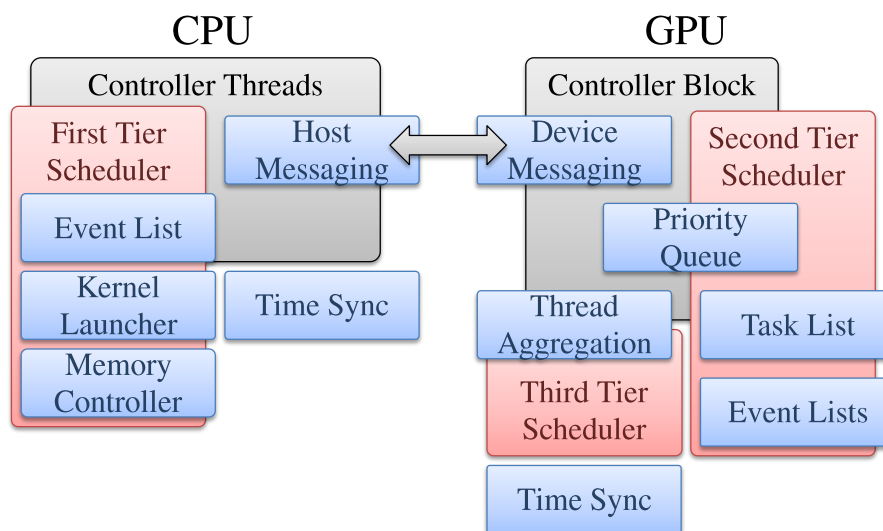 CPU
Controller Threads
First Tier
Scheduler
Host
Messaging
Event List
Kernel
Launcher
Time Sync
Memory
Controller
GPU
Controller Block
Device
Messaging
Second Tier
Scheduler
Priority
Queue
Thread
Aggregation
Task List
Third Tier
Scheduler
Event Lists
Time Sync